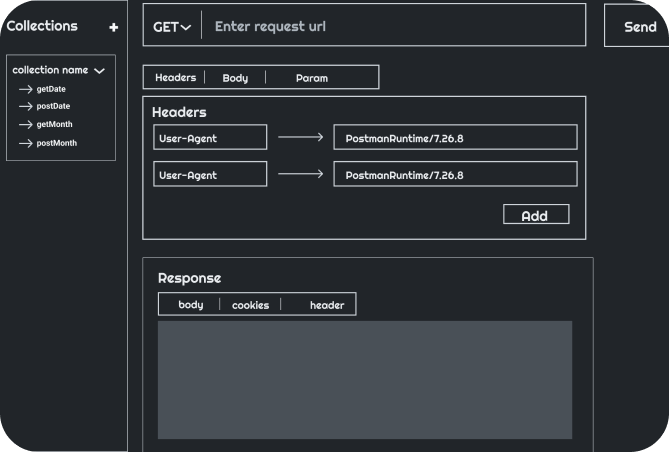 Collections +
collection name
getDate
postDate
getMonth
postMonth
GET Enter request url Send
Headers Body Param
Headers
User-Agent PostmanRuntime/7.26.8
User-Agent PostmanRuntime/7.26.8
Add
Response
body cookies header